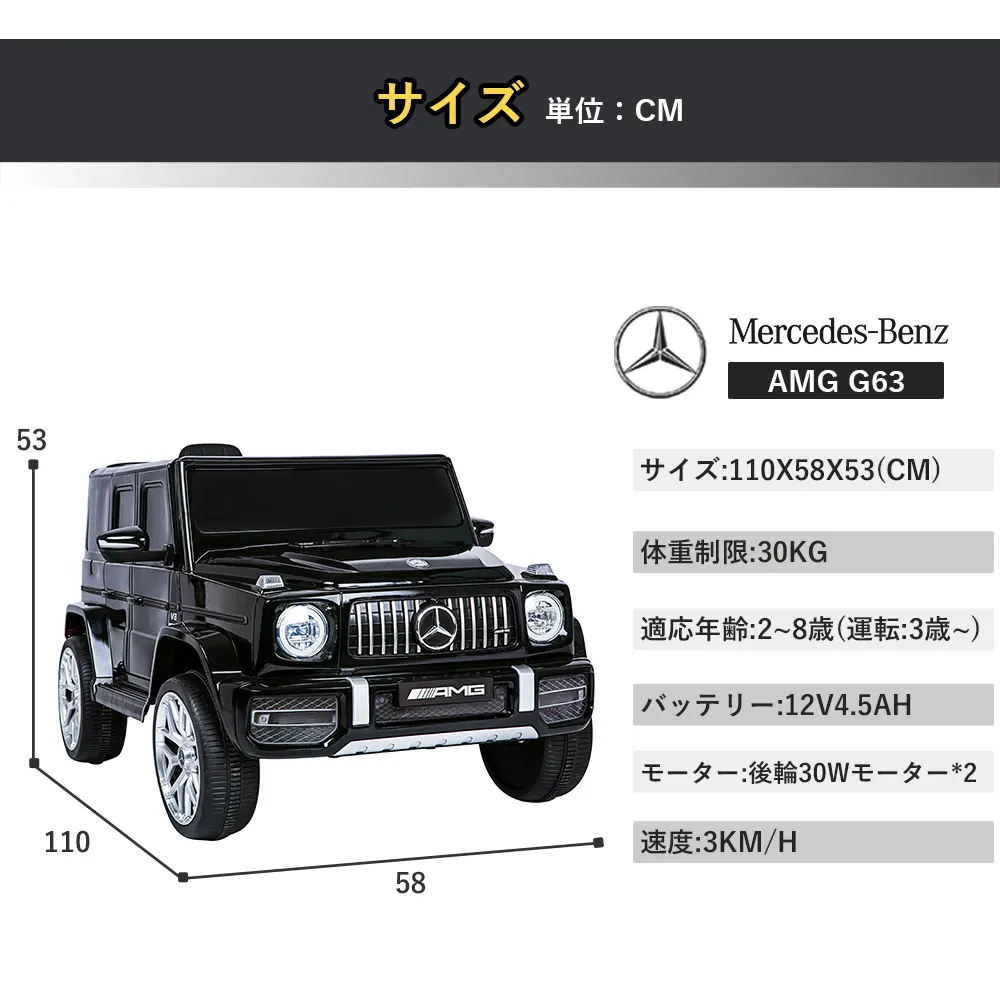 サイズ 単位：CM
Mercedes-Benz
AMG G63
53
サイズ:110X58X53(CM)
体重制限:30KG
適応年齢:2~8歳(運転:3歳~)
AMG
バッテリー:12V4.5AH
モーター:後輪30Wモーター*2
速度:3KM/H
110
58
V8